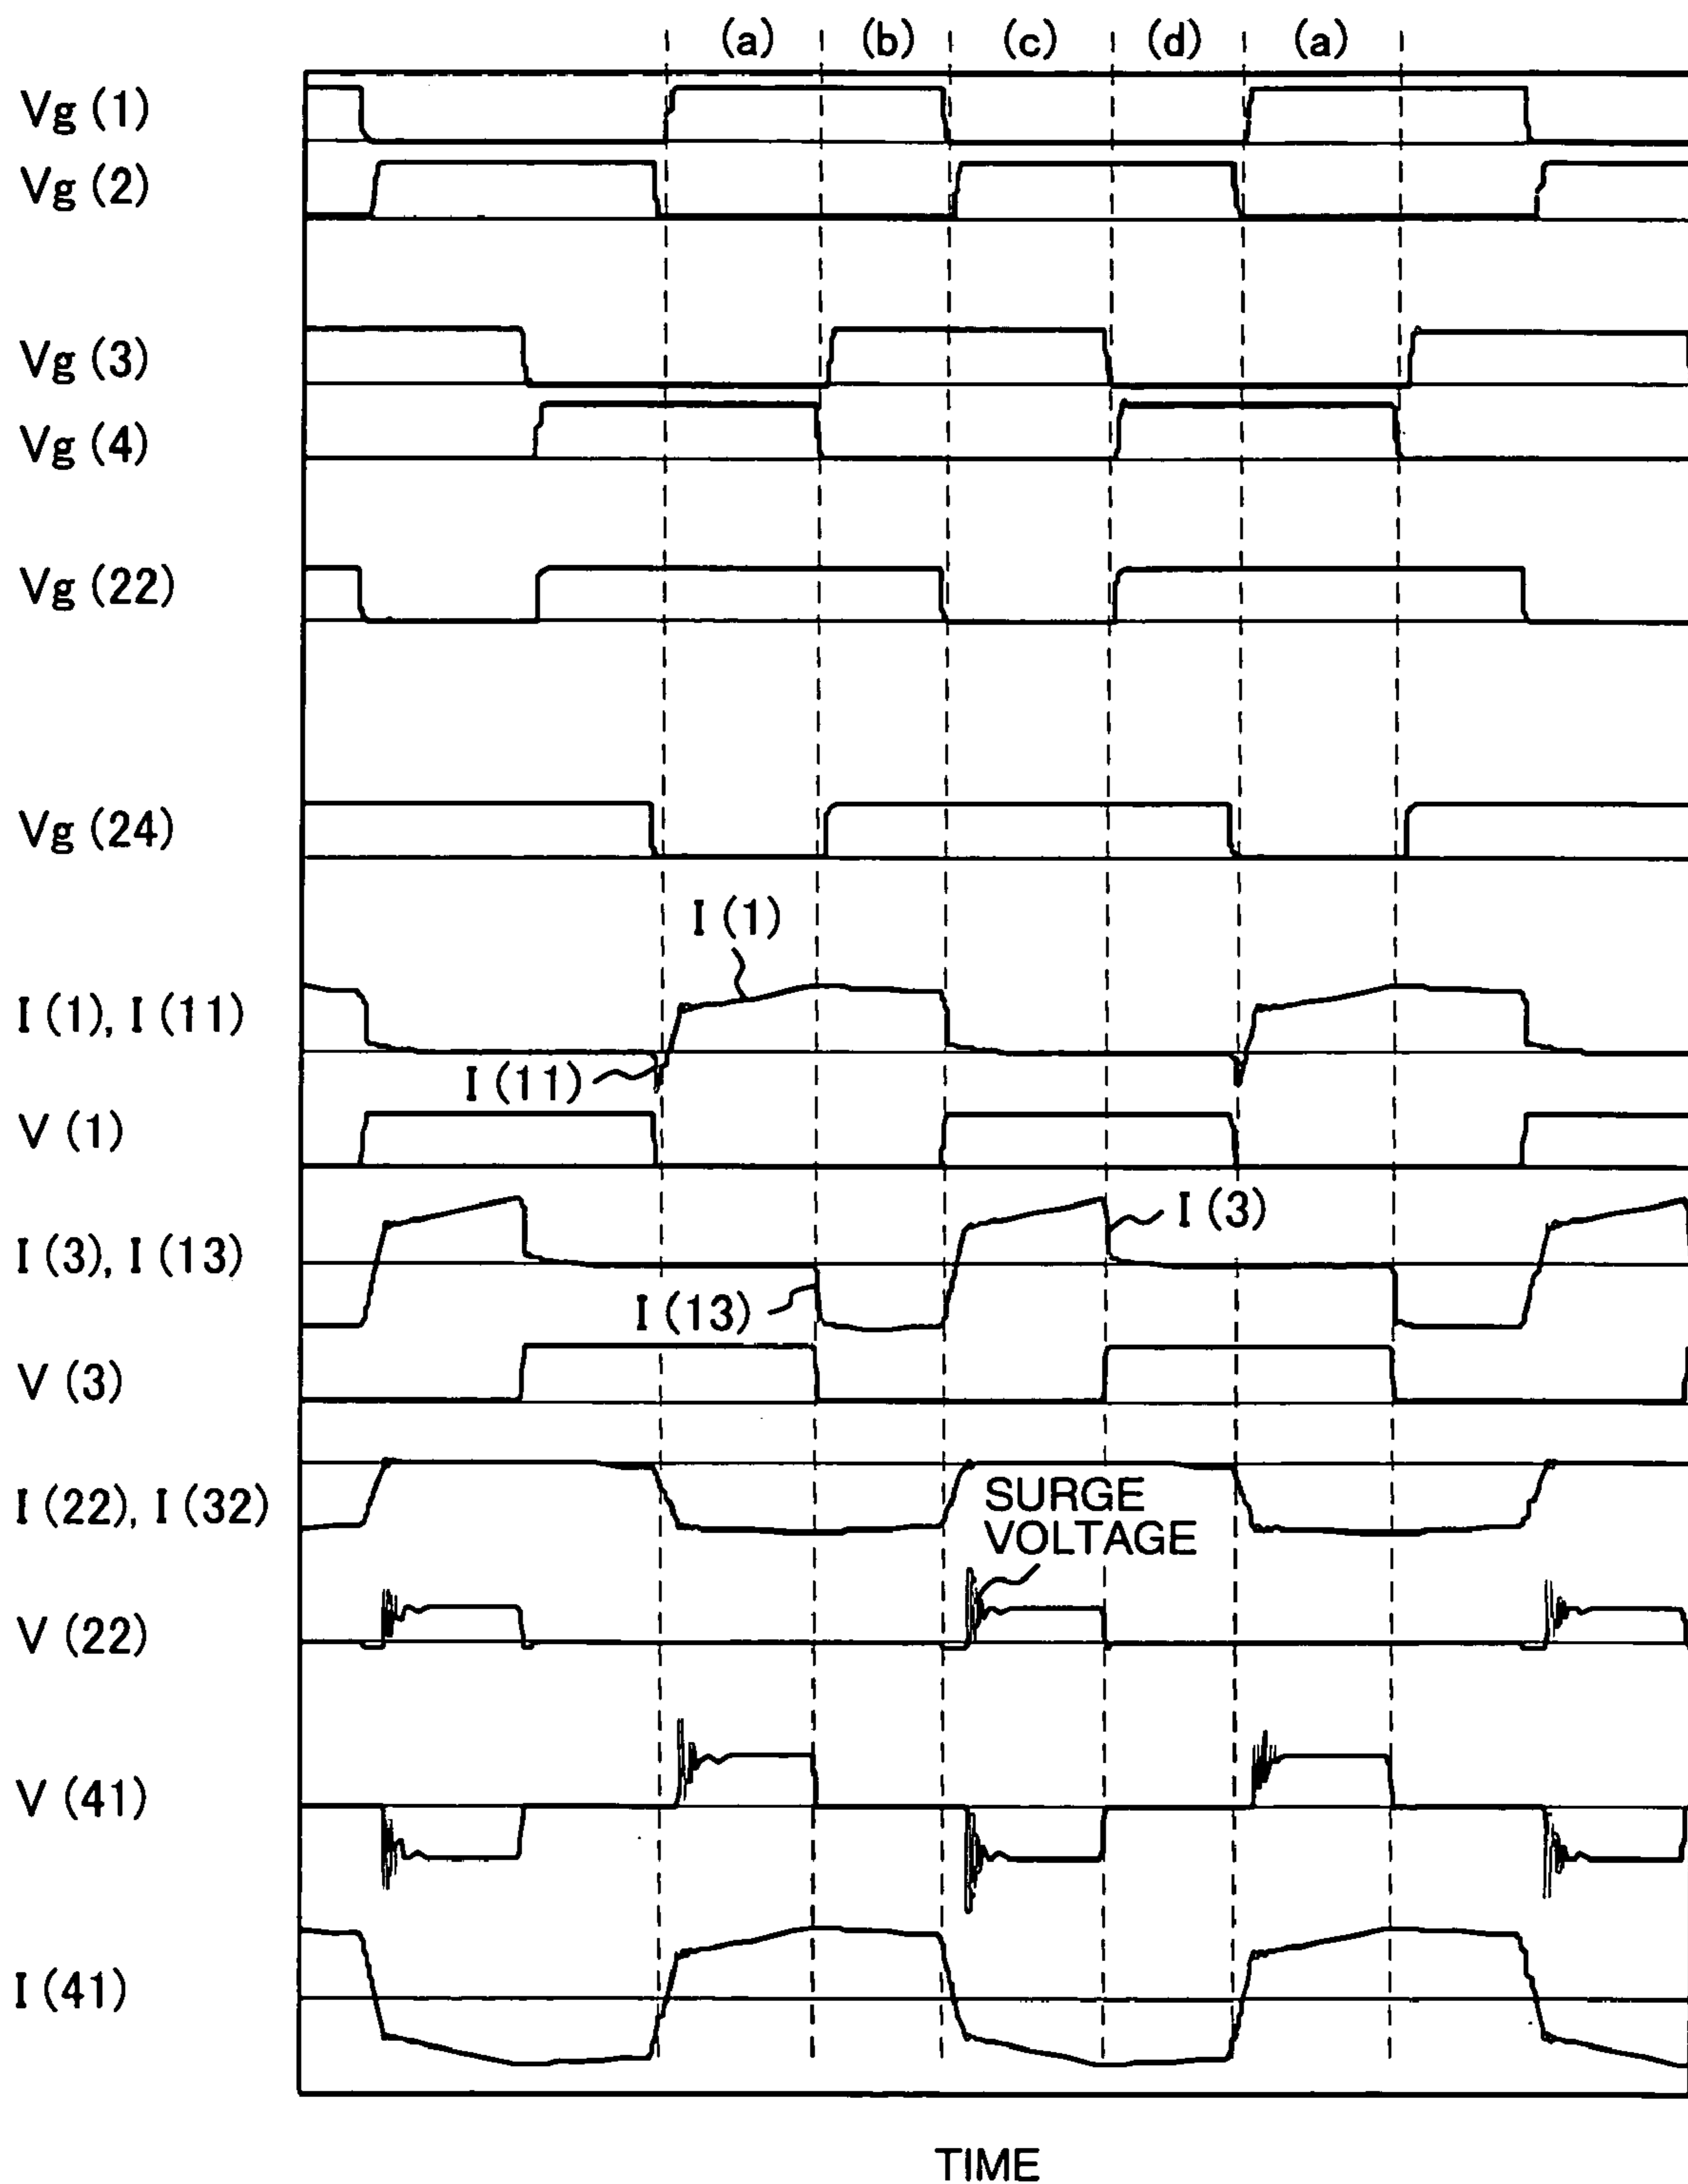 (a) (b) (c) (d) (a)
Vg (1)
Vg (2)
Vg (3)
Vg (4)
Vg (22)
Vg (24)
I (1)
I (1), I (11)
I (11)
V (1)
I (3)
I (3), I (13)
I (13)
V (3)
I (22), I (32)
SURGE
VOLTAGE
V (22)
V (41)
I (41)
TIME